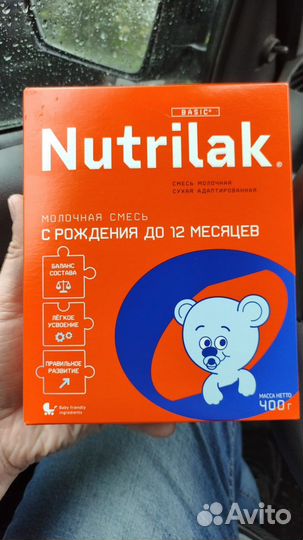 BASIC+
Nutrilak®
СМЕСЬ МОЛОЧНАЯ
СУХАЯ АДАПТИРОВАННАЯ
МОЛОЧНАЯ СМЕСЬ
С РОЖДЕНИЯ ДО 12 МЕСЯЦЕВ
БАЛАНС
СОСТАВА
ЛЁГКОЕ
УСВОЕНИЕ
ПРАВИЛЬНОЕ
РАЗВИТИЕ
Baby friendly
ingredients
МАССА НЕТТО
400 г
Avito